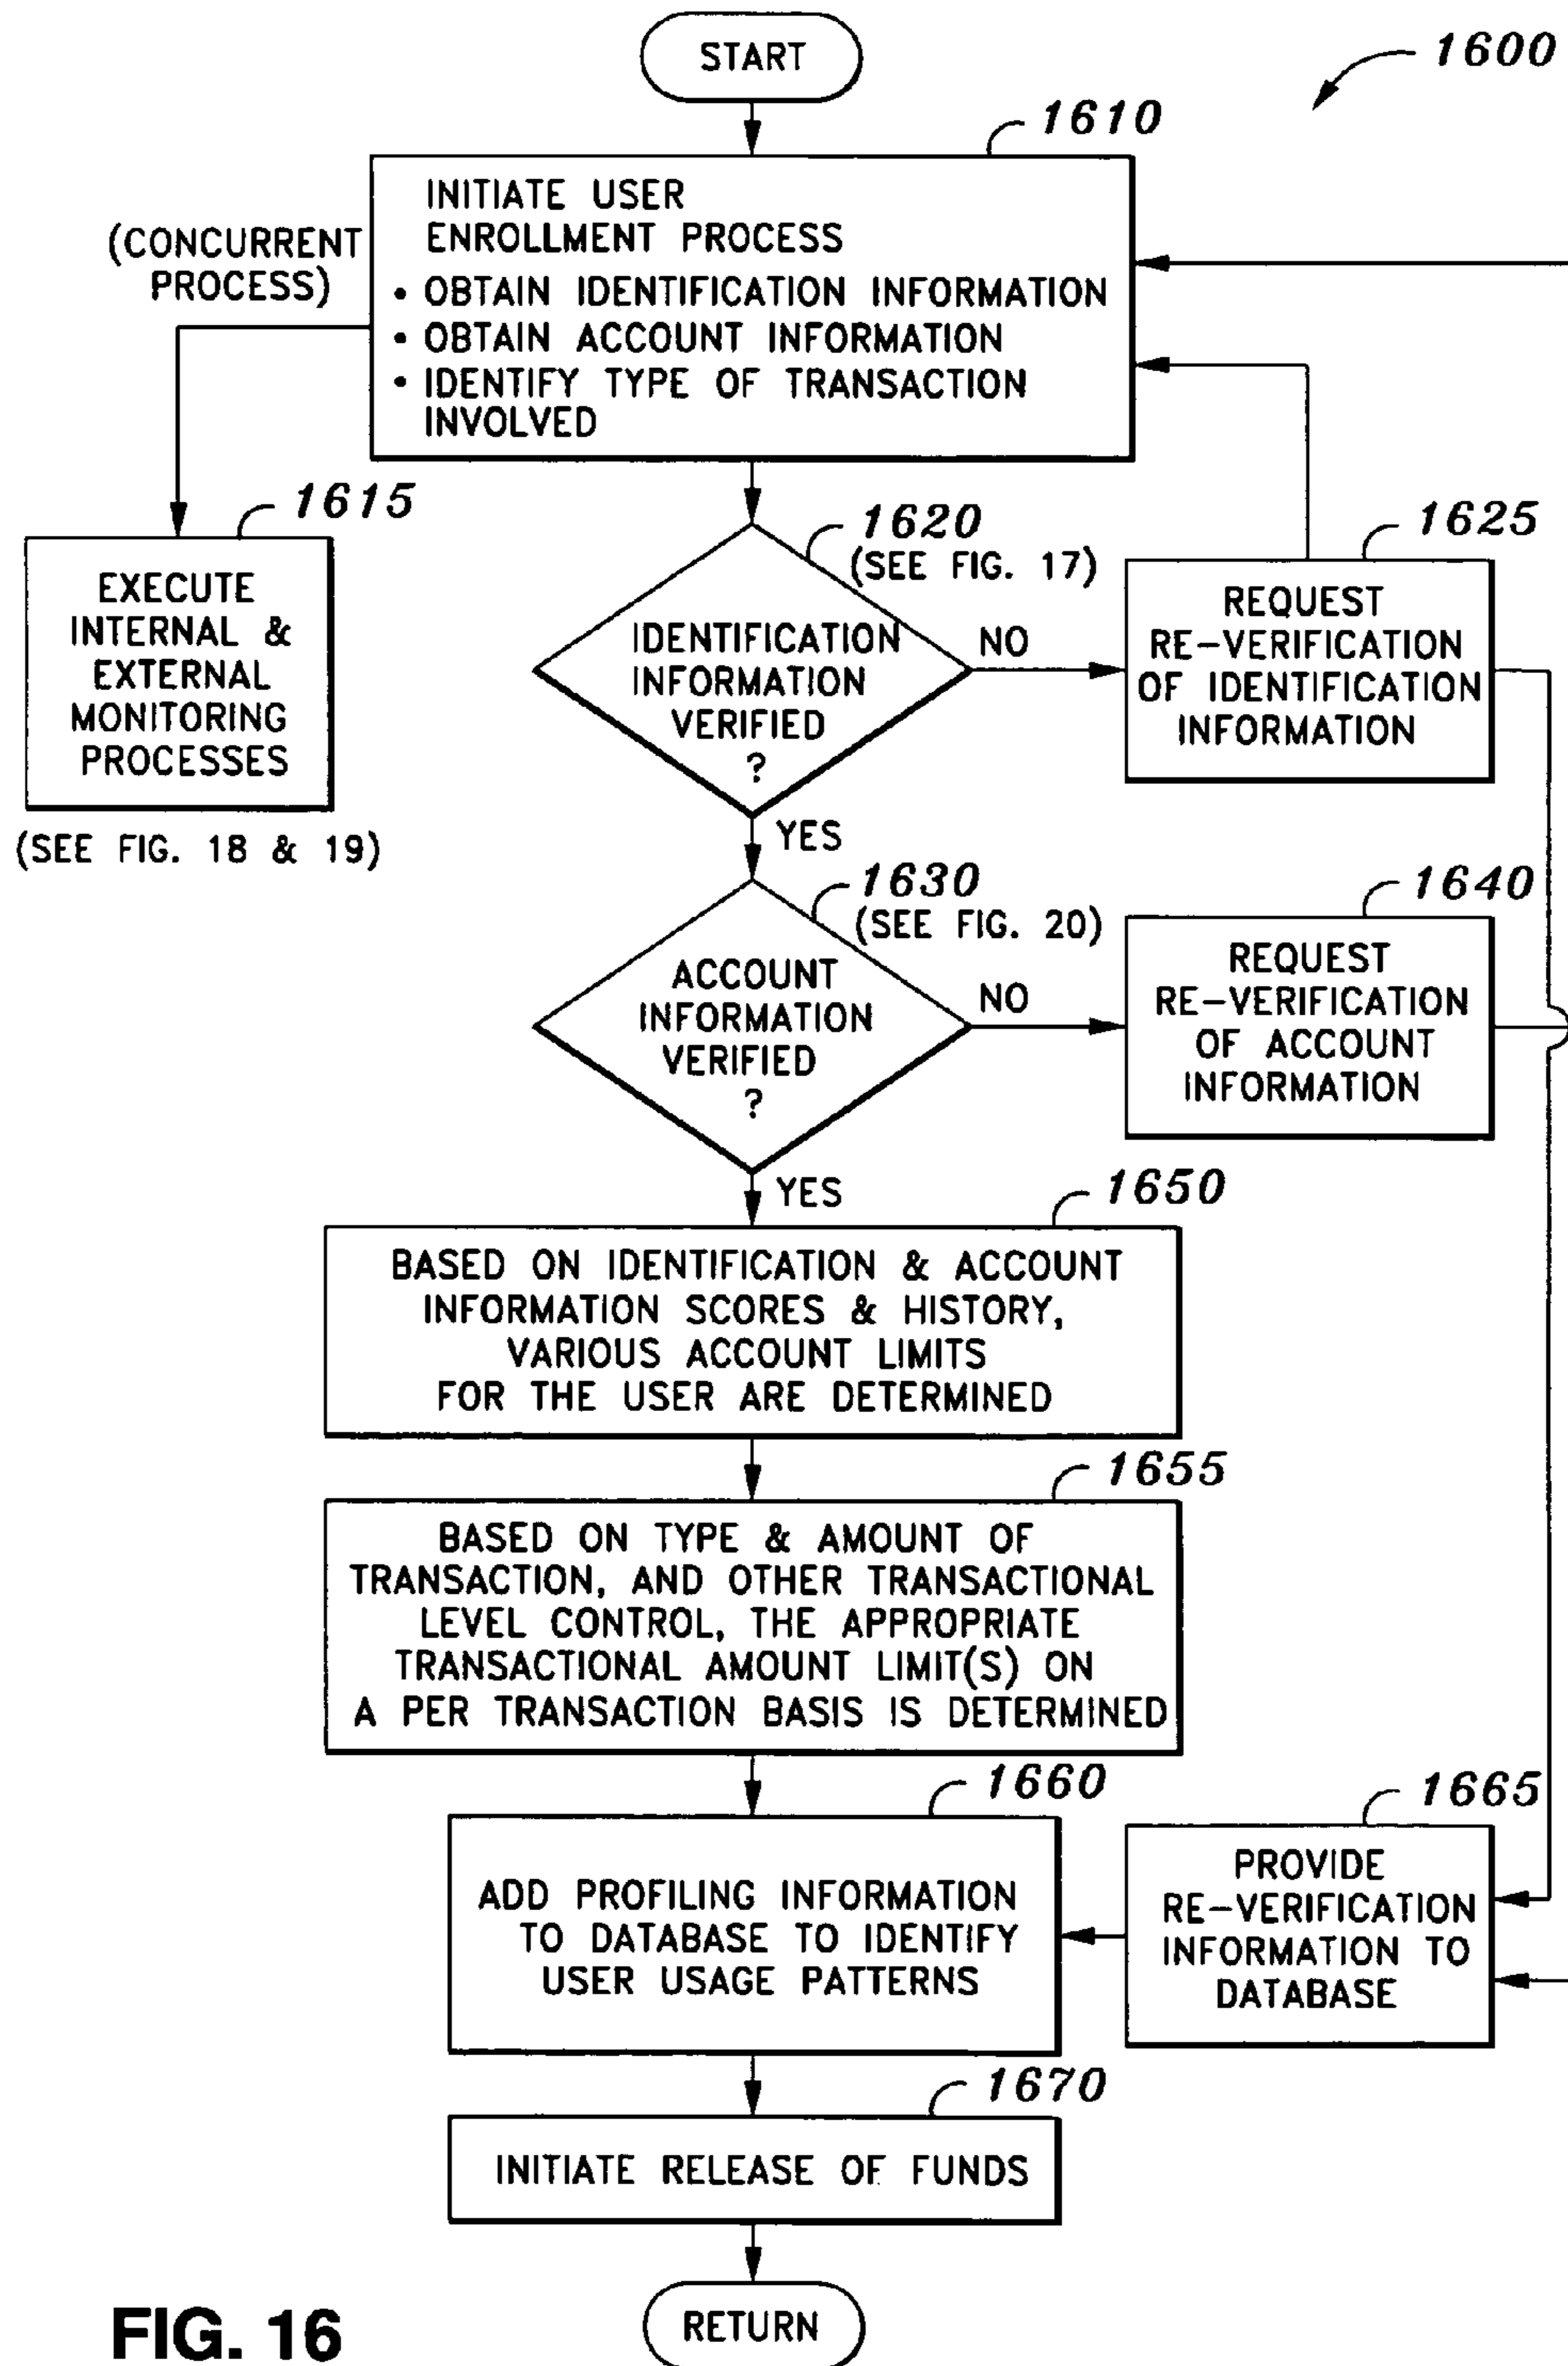 START
1600
1610
INITIATE USER
ENROLLMENT PROCESS
• OBTAIN IDENTIFICATION INFORMATION
• OBTAIN ACCOUNT INFORMATION
• IDENTIFY TYPE OF TRANSACTION
INVOLVED
(CONCURRENT
PROCESS)
1615
EXECUTE
INTERNAL &
EXTERNAL
MONITORING
PROCESSES
(SEE FIG. 18 & 19)
1620
(SEE FIG. 17)
IDENTIFICATION
INFORMATION
VERIFIED
?
NO
1625
REQUEST
RE-VERIFICATION
OF IDENTIFICATION
INFORMATION
YES
1630
(SEE FIG. 20)
ACCOUNT
INFORMATION
VERIFIED
?
NO
1640
REQUEST
RE-VERIFICATION
OF ACCOUNT
INFORMATION
YES
1650
BASED ON IDENTIFICATION & ACCOUNT
INFORMATION SCORES & HISTORY,
VARIOUS ACCOUNT LIMITS
FOR THE USER ARE DETERMINED
1655
BASED ON TYPE & AMOUNT OF
TRANSACTION, AND OTHER TRANSACTIONAL
LEVEL CONTROL, THE APPROPRIATE
TRANSACTIONAL AMOUNT LIMIT(S) ON
A PER TRANSACTION BASIS IS DETERMINED
1660
ADD PROFILING INFORMATION
TO DATABASE TO IDENTIFY
USER USAGE PATTERNS
1665
PROVIDE
RE-VERIFICATION
INFORMATION TO
DATABASE
1670
INITIATE RELEASE OF FUNDS
RETURN
FIG. 16